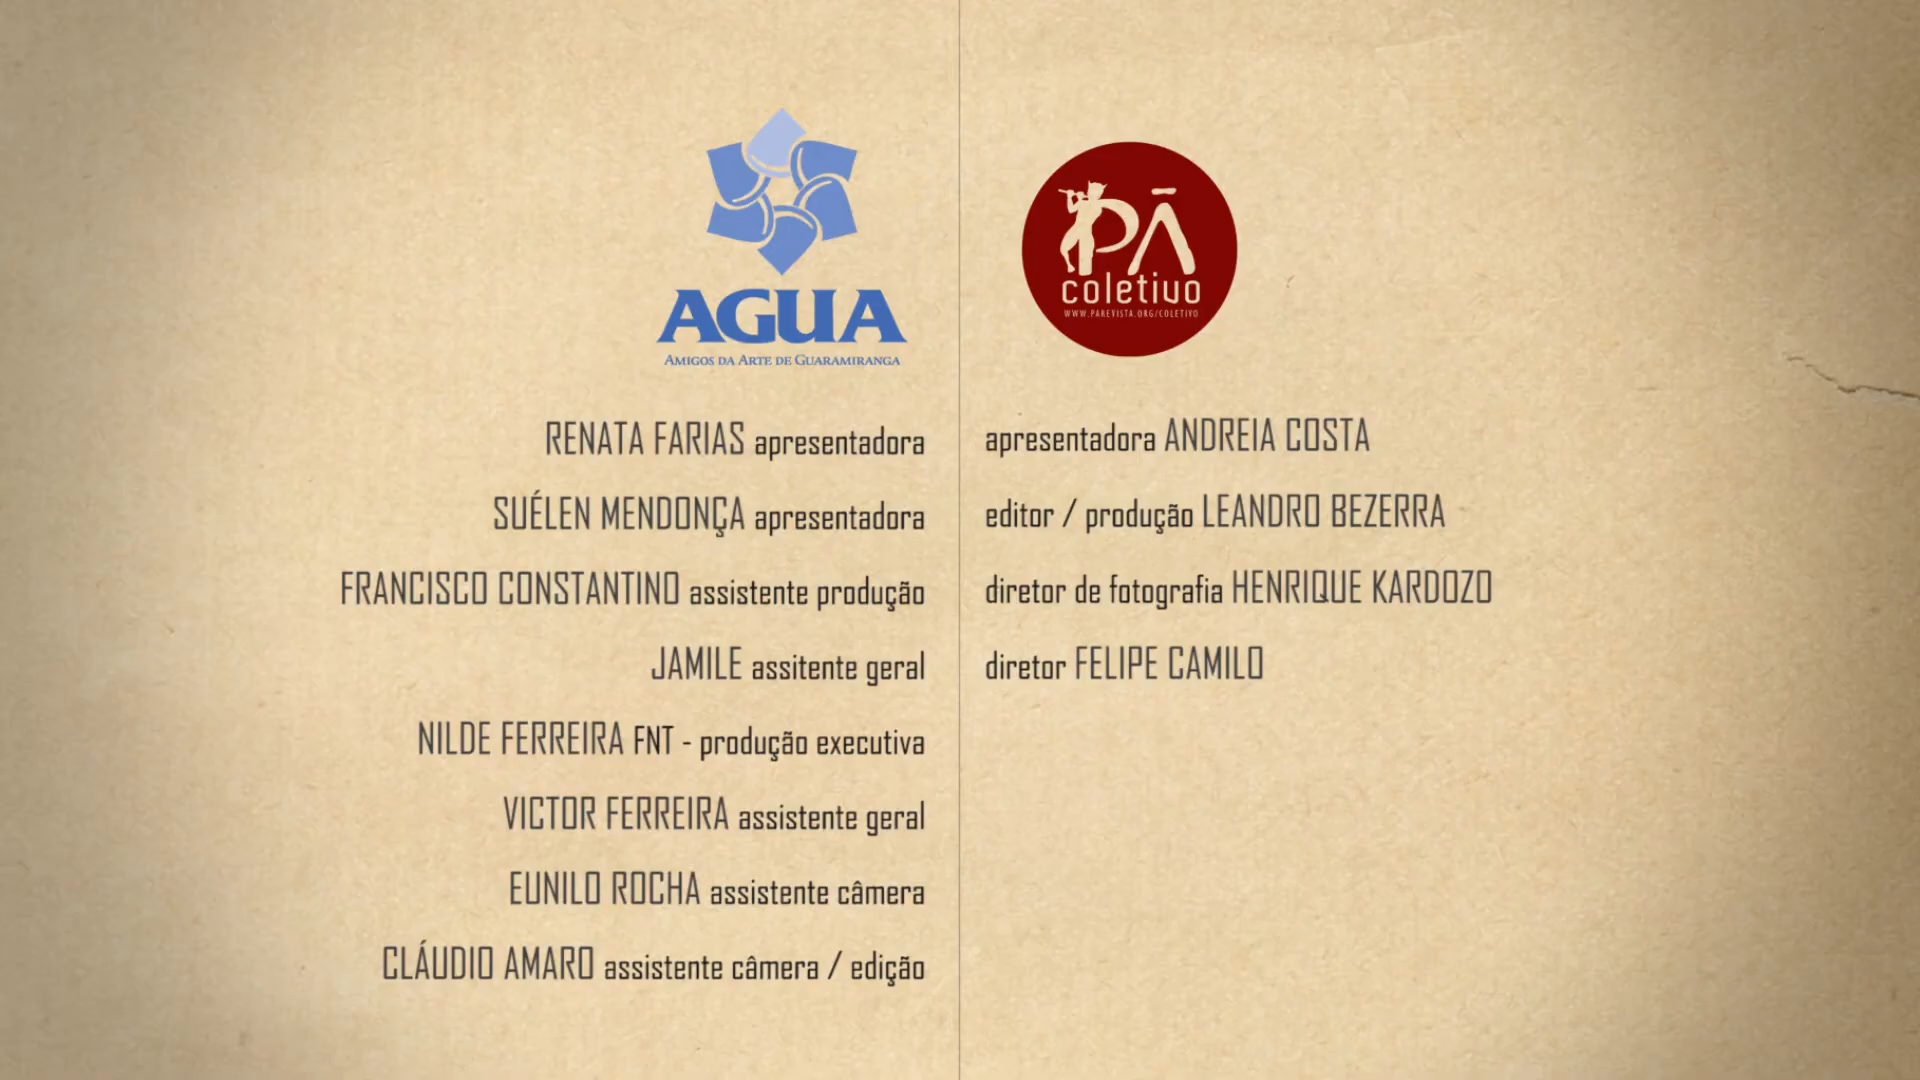 AGUA
AMIGOS DA ARTE DE GUARAMIRANGA
RENATA FARIAS apresentadora
SUÉLEN MENDONÇA apresentadora
FRANCISCO CONSTANTINO assistente produção
JAMILE assitente geral
NILDE FERREIRA FNT - produção executiva
VICTOR FERREIRA assistente geral
EUNILO ROCHA assistente câmera
CLÁUDIO AMARO assistente câmera / edição
PÃ
coletivo
WWW.PAREVISTA.ORG/COLETIVO
apresentadora ANDREIA COSTA
editor / produção LEANDRO BEZERRA
diretor de fotografia HENRIQUE KARDOZO
diretor FELIPE CAMILO